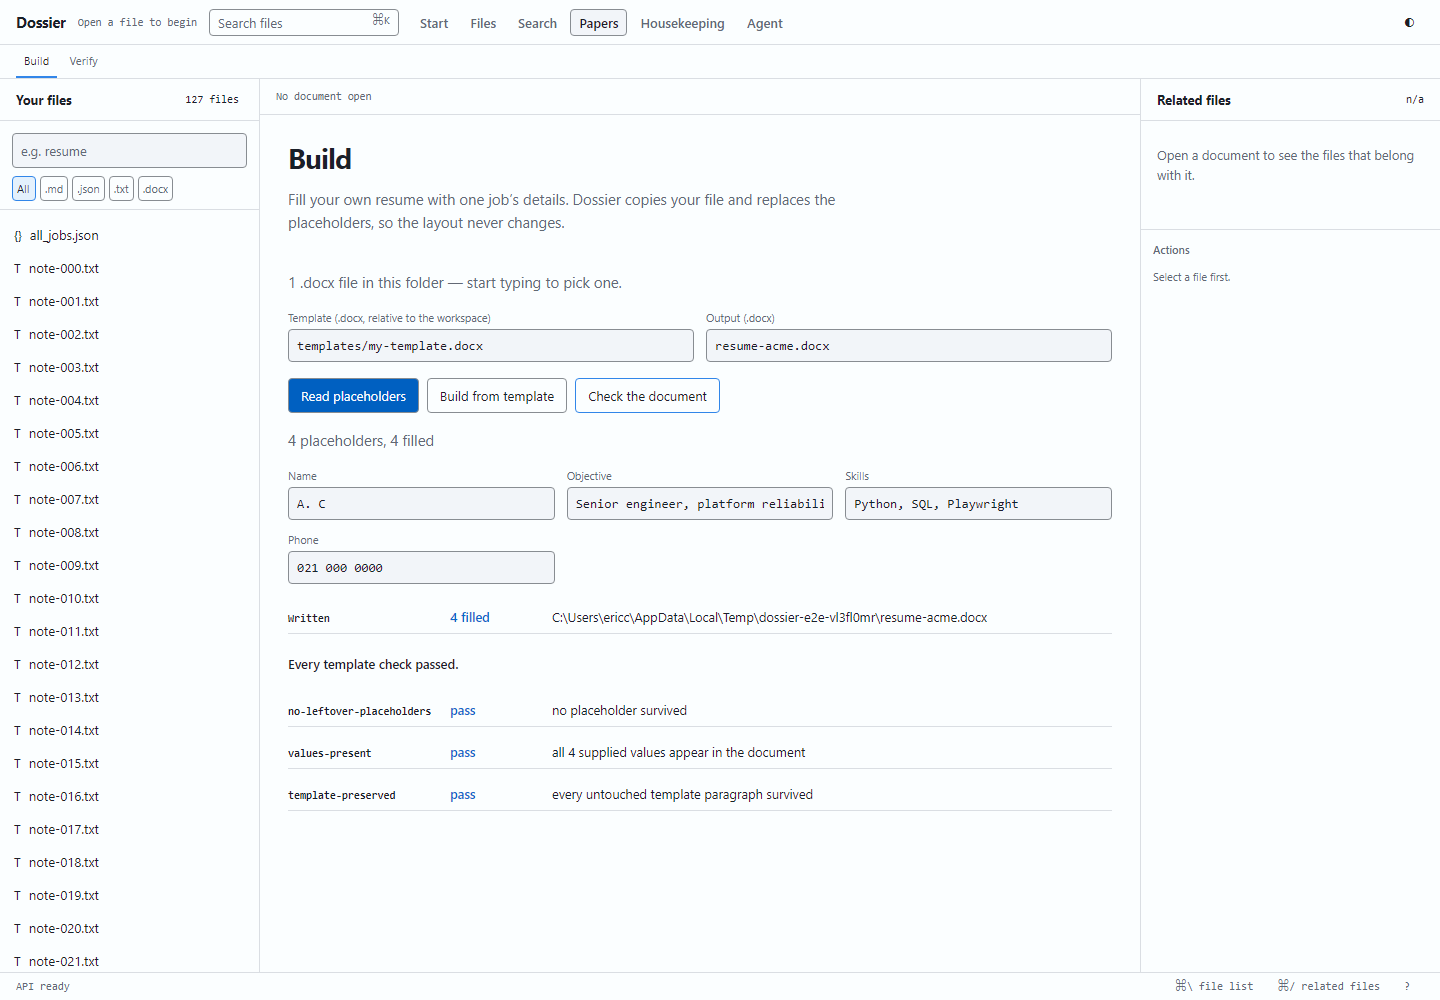 Dossier Open a file to begin Search files ⌘K Start Files Search Papers Housekeeping Agent
Build Verify
Your files 127 files
e.g. resume
All .md .json .txt .docx
{} all_jobs.json
T note-000.txt
T note-001.txt
T note-002.txt
T note-003.txt
T note-004.txt
T note-005.txt
T note-006.txt
T note-007.txt
T note-008.txt
T note-009.txt
T note-010.txt
T note-011.txt
T note-012.txt
T note-013.txt
T note-014.txt
T note-015.txt
T note-016.txt
T note-017.txt
T note-018.txt
T note-019.txt
T note-020.txt
T note-021.txt
No document open
Build
Fill your own resume with one job's details. Dossier copies your file and replaces the
placeholders, so the layout never changes.
1 .docx file in this folder — start typing to pick one.
Template (.docx, relative to the workspace) Output (.docx)
templates/my-template.docx resume-acme.docx
Read placeholders Build from template Check the document
4 placeholders, 4 filled
Name Objective Skills
A. C Senior engineer, platform reliabili Python, SQL, Playwright
Phone
021 000 0000
Written 4 filled C:\Users\ericc\AppData\Local\Temp\dossier-e2e-vl3fl0mr\resume-acme.docx
Every template check passed.
no-leftover-placeholders pass no placeholder survived
values-present pass all 4 supplied values appear in the document
template-preserved pass every untouched template paragraph survived
Related files n/a
Open a document to see the files that belong
with it.
Actions
Select a file first.
API ready ⌘\ file list ⌘/ related files ?